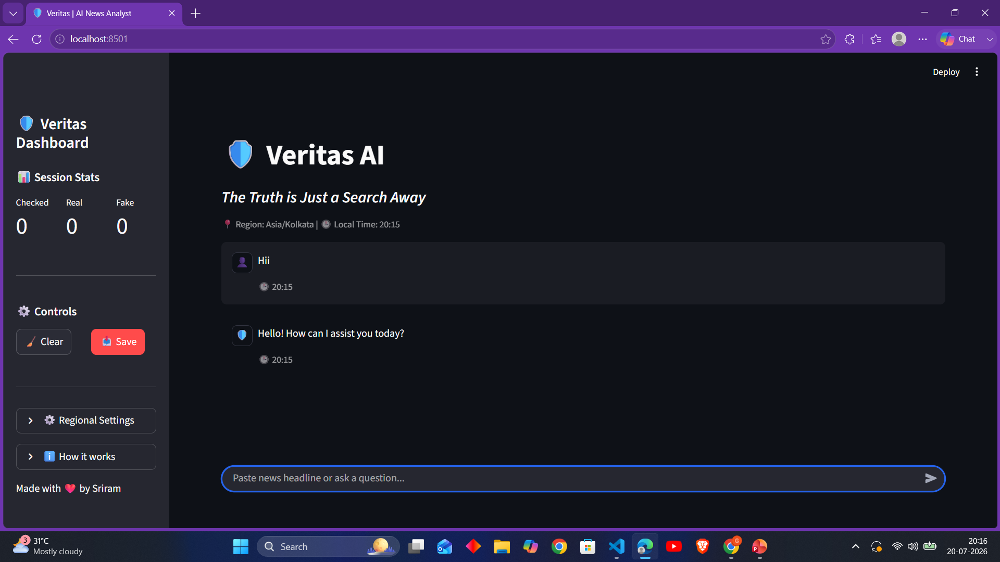 Veritas | AI News Analyst
localhost:8501
Chat
Deploy
Veritas
Dashboard
Session Stats
Checked Real Fake
0 0 0
Controls
Clear Save
Regional Settings
How it works
Made with ❤️ by Sriram
Veritas AI
The Truth is Just a Search Away
Region: Asia/Kolkata | Local Time: 20:15
Hii
20:15
Hello! How can I assist you today?
20:15
Paste news headline or ask a question...
3
31°C
Mostly cloudy
Search
G
20:16
20-07-2026